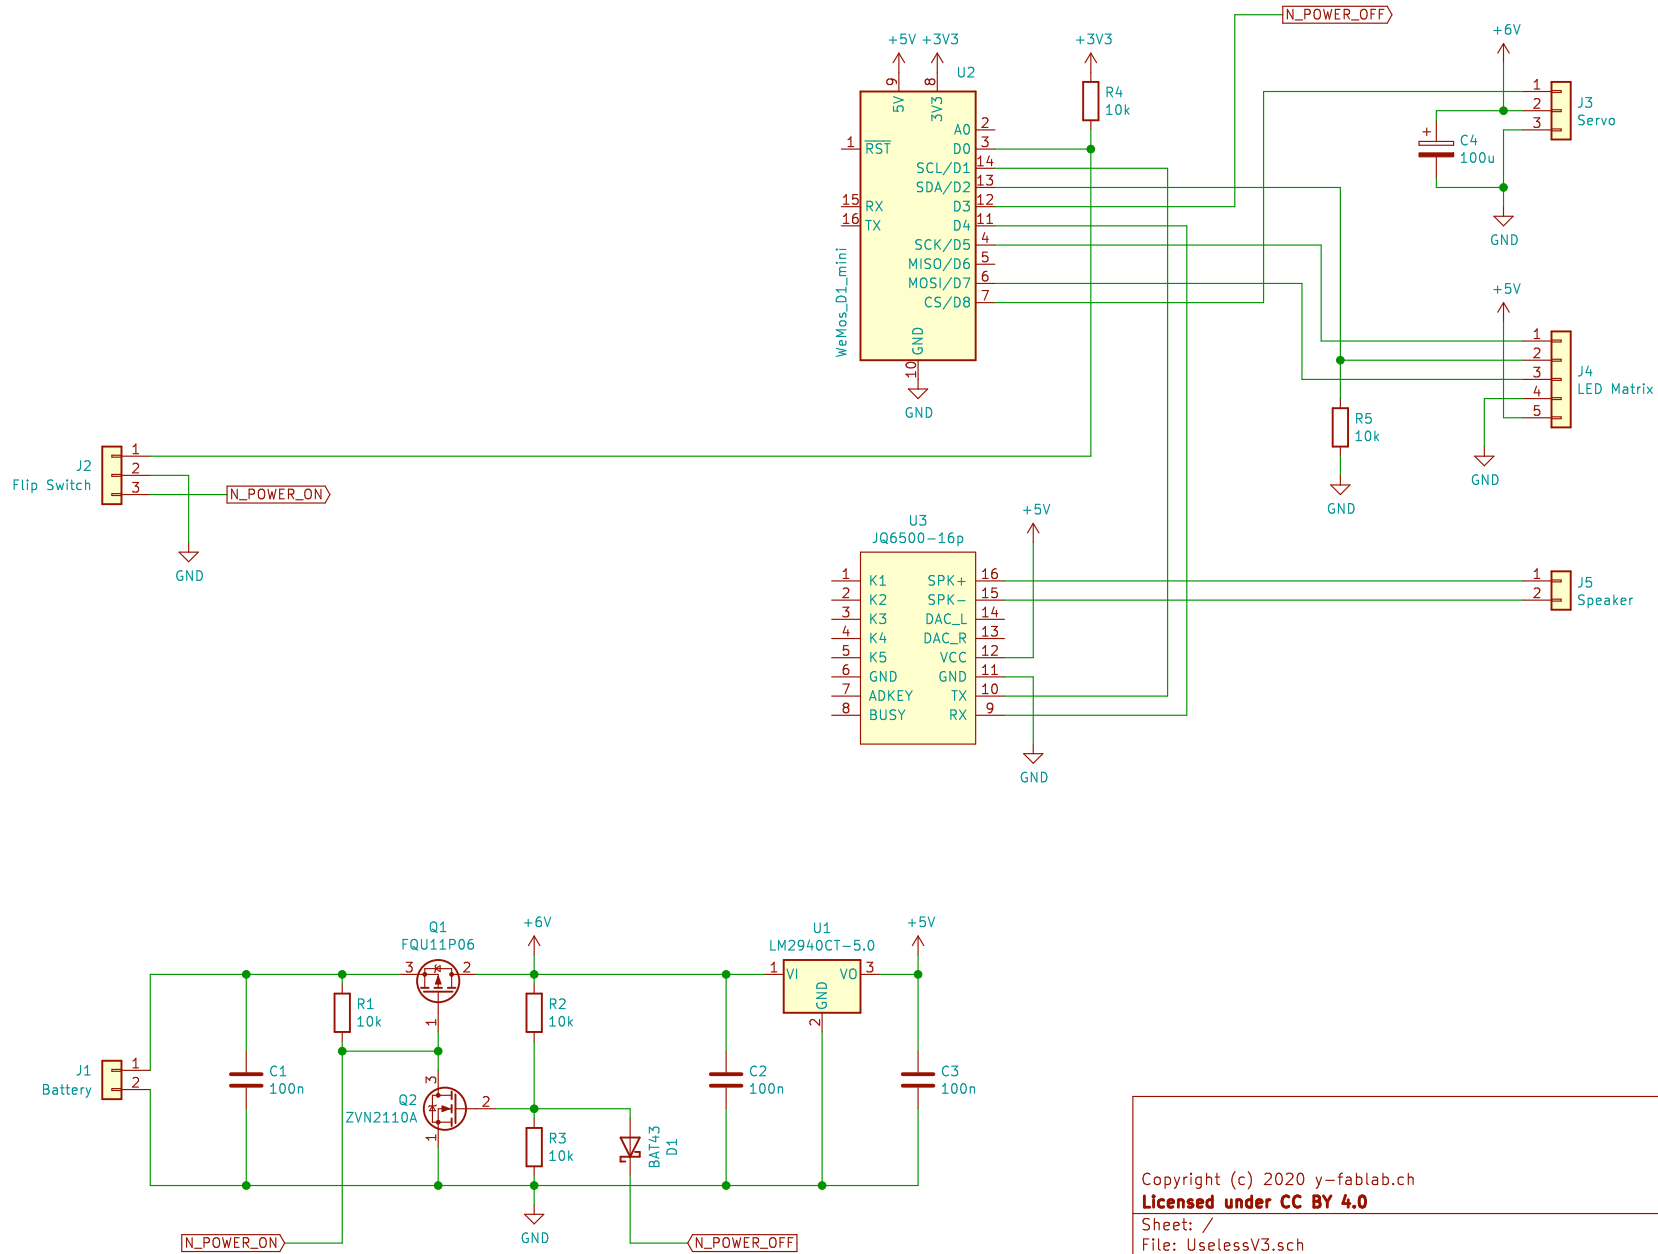 N_POWER_OFF
+5V +3V3
+3V3
+6V
U2
9
8
5V
3V3
R4
10k
1
2
3
J3
Servo
1
RST
A0
2
D0
3
SCL/D1
14
SDA/D2
13
15
RX
D3
12
16
TX
D4
11
SCK/D5
4
MISO/D6
5
MOSI/D7
6
CS/D8
7
WeMos_D1_mini
GND
10
GND
+
C4
100u
GND
+5V
1
2
3
4
5
J4
LED Matrix
R5
10k
GND
GND
J2
Flip Switch
1
2
3
N_POWER_ON
GND
U3
JQ6500-16p
+5V
1 K1 SPK+ 16
2 K2 SPK- 15
3 K3 DAC_L 14
4 K4 DAC_R 13
5 K5 VCC 12
6 GND GND 11
7 ADKEY TX 10
8 BUSY RX 9
GND
1
2
J5
Speaker
Q1
FQU11P06
+6V
U1
LM2940CT-5.0
+5V
3
2
1
1 VI VO 3
GND
2
R1
10k
R2
10k
J1
Battery
1
2
C1
100n
3
Q2
ZVN2110A
2
1
R3
10k
BAT43
D1
C2
100n
C3
100n
GND
N_POWER_ON
N_POWER_OFF
Copyright (c) 2020 y-fablab.ch
Licensed under CC BY 4.0
Sheet: /
File: UselessV3.sch